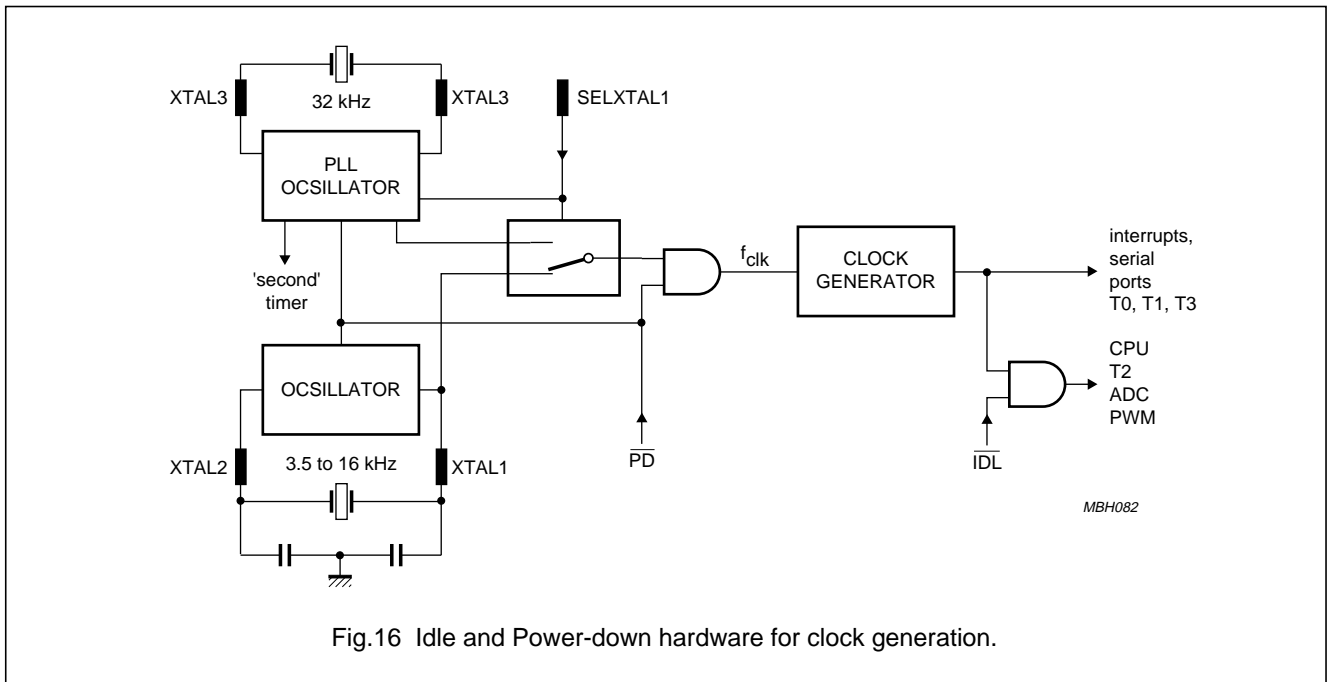 XTAL3
32 kHz
XTAL3
SELXTAL1
PLL
OCSILLATOR
'second'
timer
fclk
CLOCK
GENERATOR
interrupts,
serial
ports
T0, T1, T3
CPU
T2
ADC
PWM
OCSILLATOR
XTAL2
3.5 to 16 kHz
XTAL1
PD
IDL
MBH082
Fig.16 Idle and Power-down hardware for clock generation.